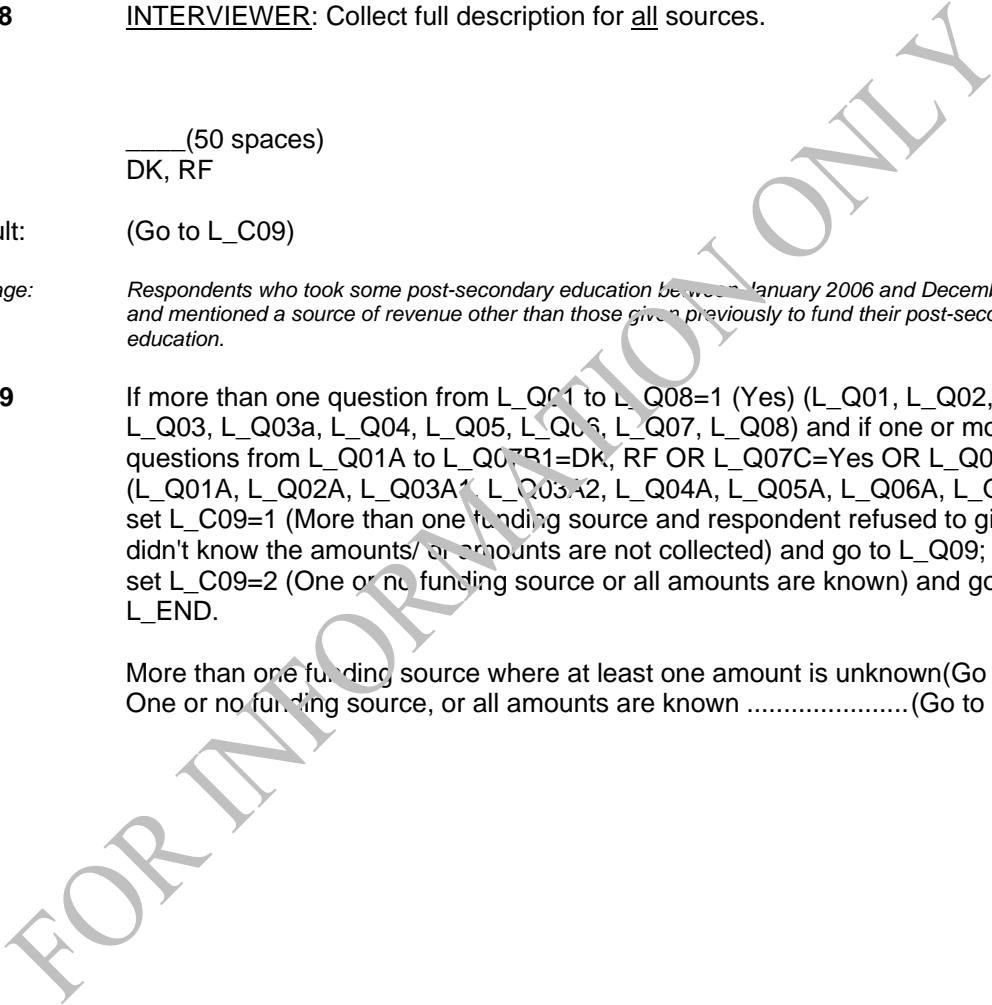 8 INTERVIEWER: Collect full description for all sources.
____(50 spaces)
DK, RF
ult: (Go to L_C09)
age: Respondents who took some post-secondary education between January 2006 and Decemb
and mentioned a source of revenue other than those given previously to fund their post-seco
education.
9 If more than one question from L_Q01 to L_Q08=1 (Yes) (L_Q01, L_Q02,
L_Q03, L_Q03a, L_Q04, L_Q05, L_Q06, L_Q07, L_Q08) and if one or mo
questions from L_Q01A to L_Q07B1=DK, RF OR L_Q07C=Yes OR L_Q0
(L_Q01A, L_Q02A, L_Q03A1, L_Q03A2, L_Q04A, L_Q05A, L_Q06A, L_Q
set L_C09=1 (More than one funding source and respondent refused to gi
didn't know the amounts/ or amounts are not collected) and go to L_Q09;
set L_C09=2 (One or no funding source or all amounts are known) and go
L_END.
More than one funding source where at least one amount is unknown(Go
One or no funding source, or all amounts are known ......................(Go to
FOR INFORMATION ONLY